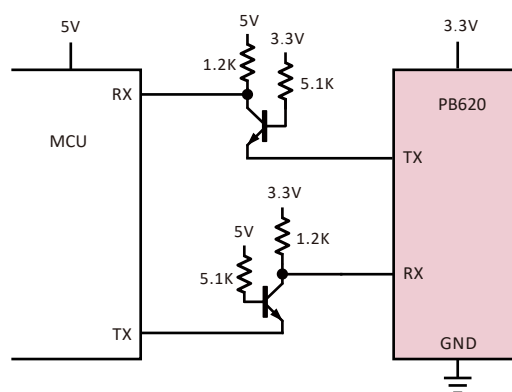 5V
5V
3.3V
3.3V
1.2K
5.1K
RX
PB620
MCU
TX
3.3V
5V
1.2K
5.1K
RX
TX
GND